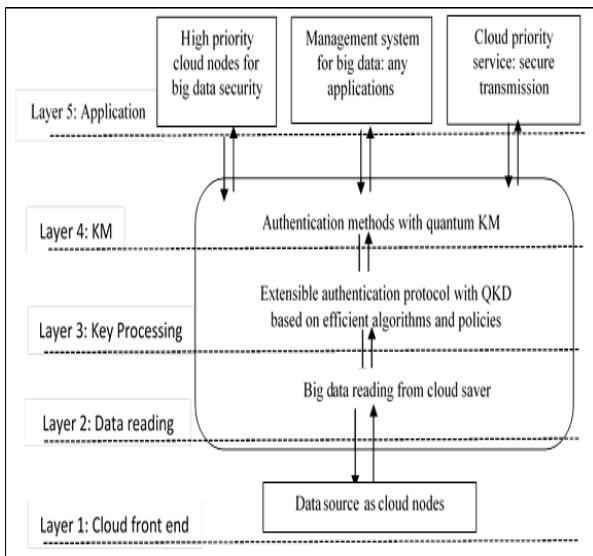 High priority
cloud nodes for
big data security
Management system
for big data: any
applications
Cloud priority
service: secure
transmission
Layer 5: Application
Authentication methods with quantum KM
Layer 4: KM
Extensible authentication protocol with QKD
based on efficient algorithms and policies
Layer 3: Key Processing
Big data reading from cloud saver
Layer 2: Data reading
Data source as cloud nodes
Layer 1: Cloud front end